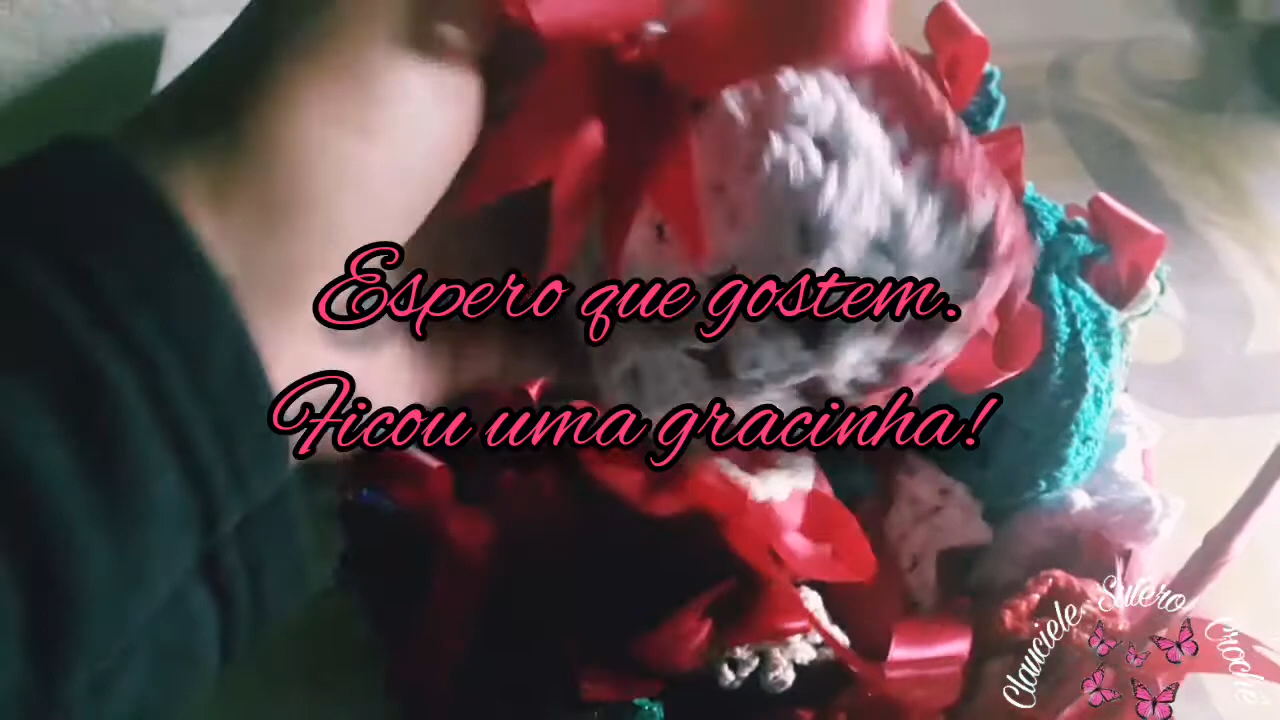 Espero que gostem.
Ficou uma gracinha!
Clauciele Sutero Crochê